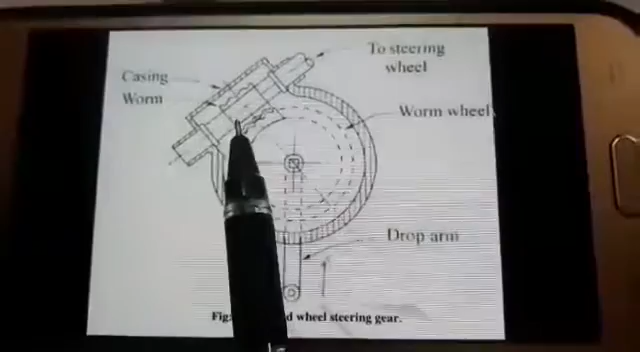 To steering
wheel
Casing
Worm
Worm wheel
Drop arm
Fig: d wheel steering gear.